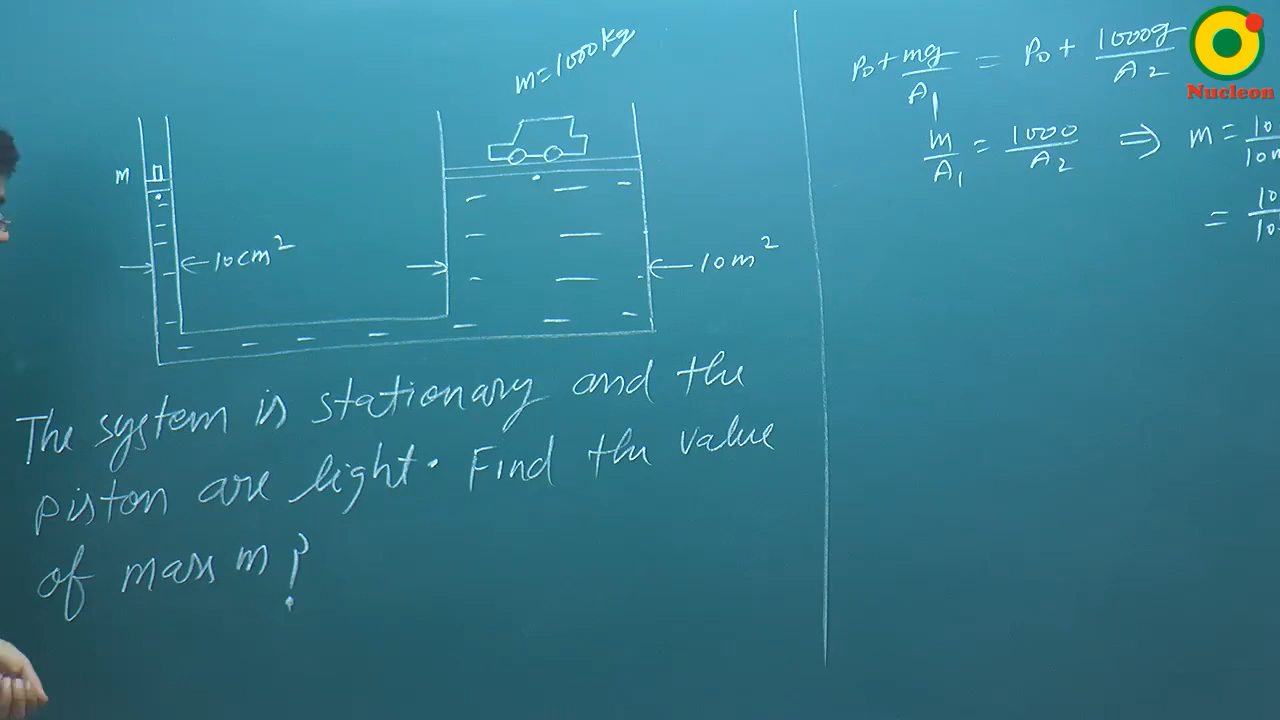 m=1000kg
m
10cm²
10m²
The system is stationary and the
piston are light. Find the value
of mass m?
P₀ + mg/A₁ = P₀ + 1000g/A₂
m/A₁ = 1000/A₂ ⇒ m =
=
Nucleon